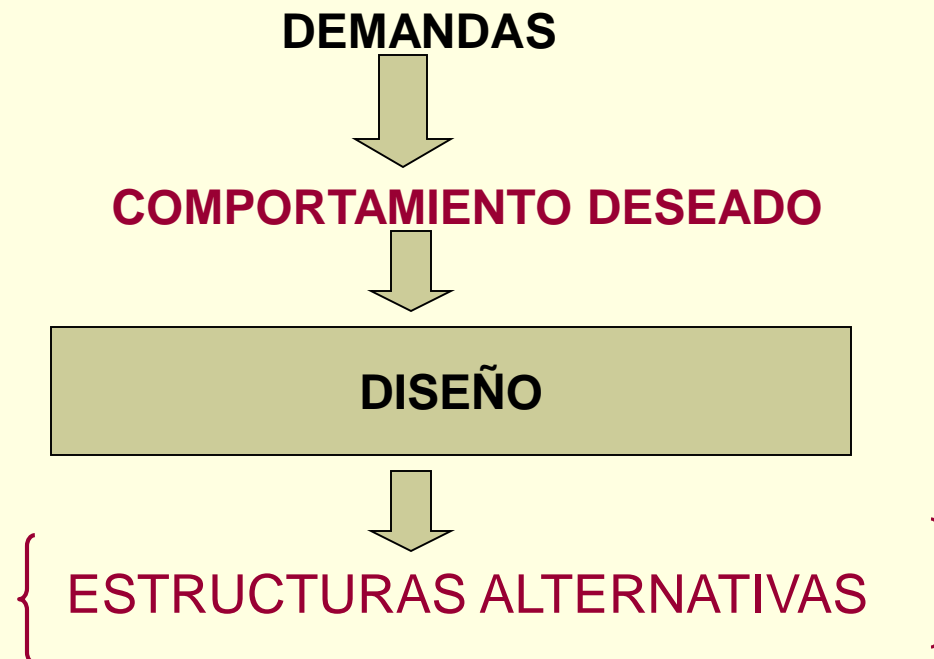 DEMANDAS
COMPORTAMIENTO DESEADO
DISEÑO
ESTRUCTURAS ALTERNATIVAS